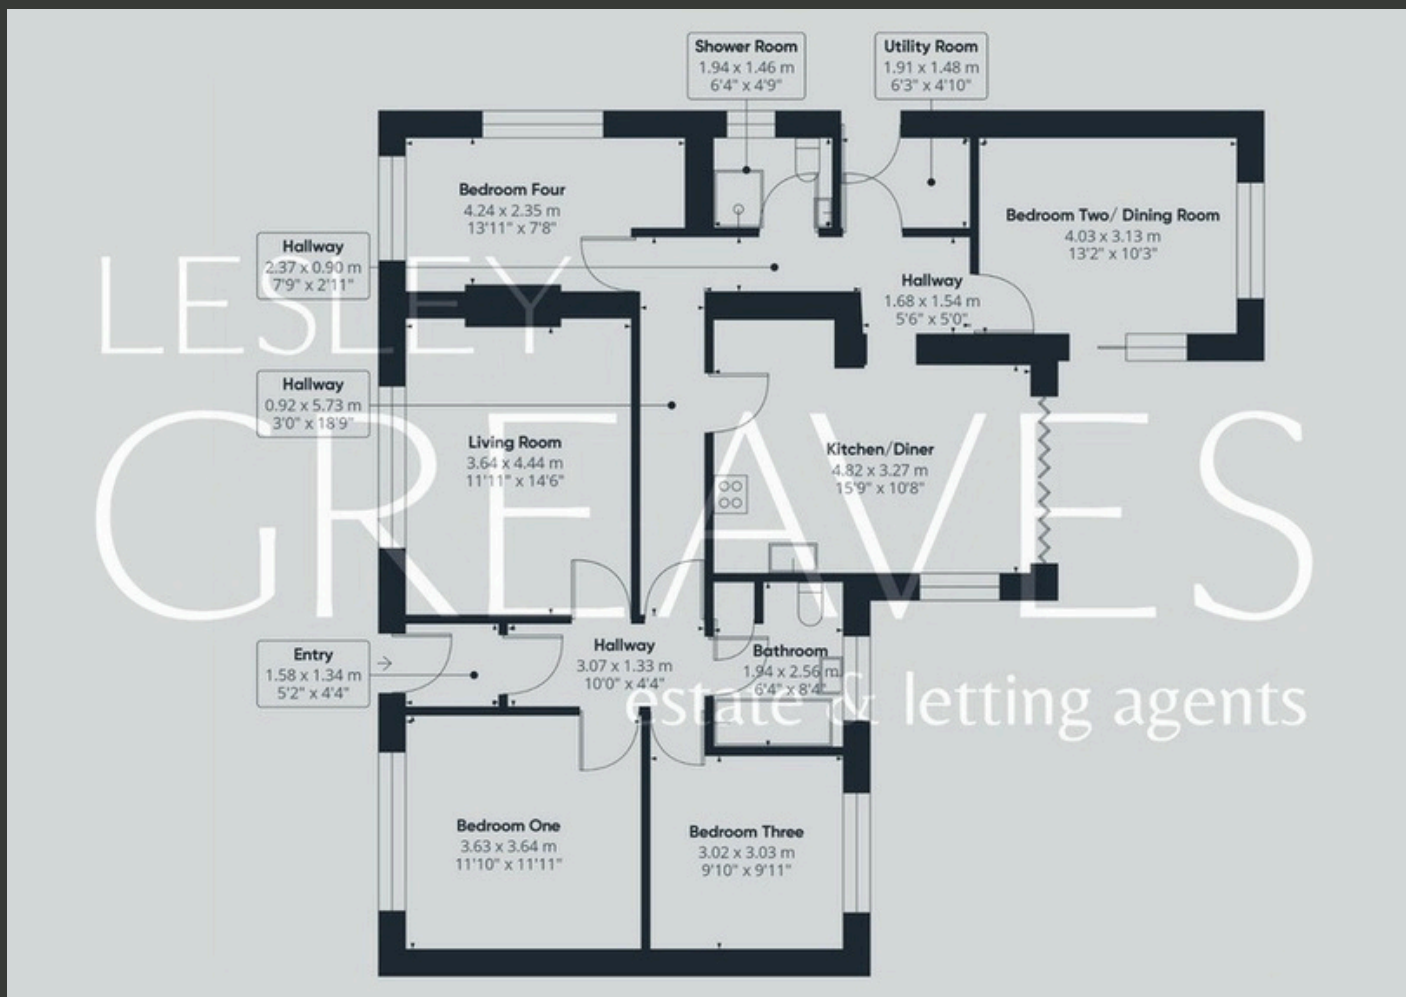 Shower Room
1.94 x 1.46 m
6'4" x 4'9"
Utility Room
1.91 x 1.48 m
6'3" x 4'10"
Bedroom Four
4.24 x 2.35 m
13'11" x 7'8"
Bedroom Two/ Dining Room
4.03 x 3.13 m
13'2" x 10'3"
Hallway
2.37 x 0.90 m
7'9" x 2'11"
Hallway
1.68 x 1.54 m
5'6" x 5'0"
LESLEY
GREAVES
estate & letting agents
Hallway
0.92 x 5.73 m
3'0" x 18'9"
Living Room
3.64 x 4.44 m
11'11" x 14'6"
Kitchen/Diner
4.82 x 3.27 m
15'9" x 10'8"
Entry
1.58 x 1.34 m
5'2" x 4'4"
Hallway
3.07 x 1.33 m
10'0" x 4'4"
Bathroom
1.94 x 2.56 m
6'4" x 8'4"
Bedroom One
3.63 x 3.64 m
11'10" x 11'11"
Bedroom Three
3.02 x 3.03 m
9'10" x 9'11"